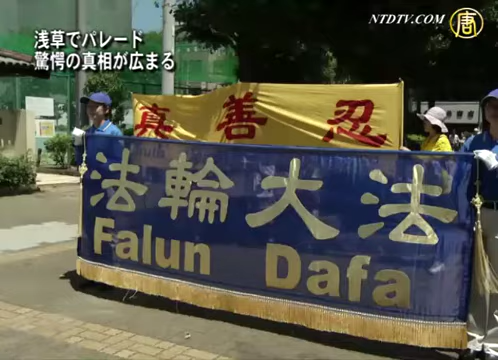 NTDTV.COM
唐
浅草でパレード
驚愕の真相が広まる
真善忍
法輪大法
Falun Dafa